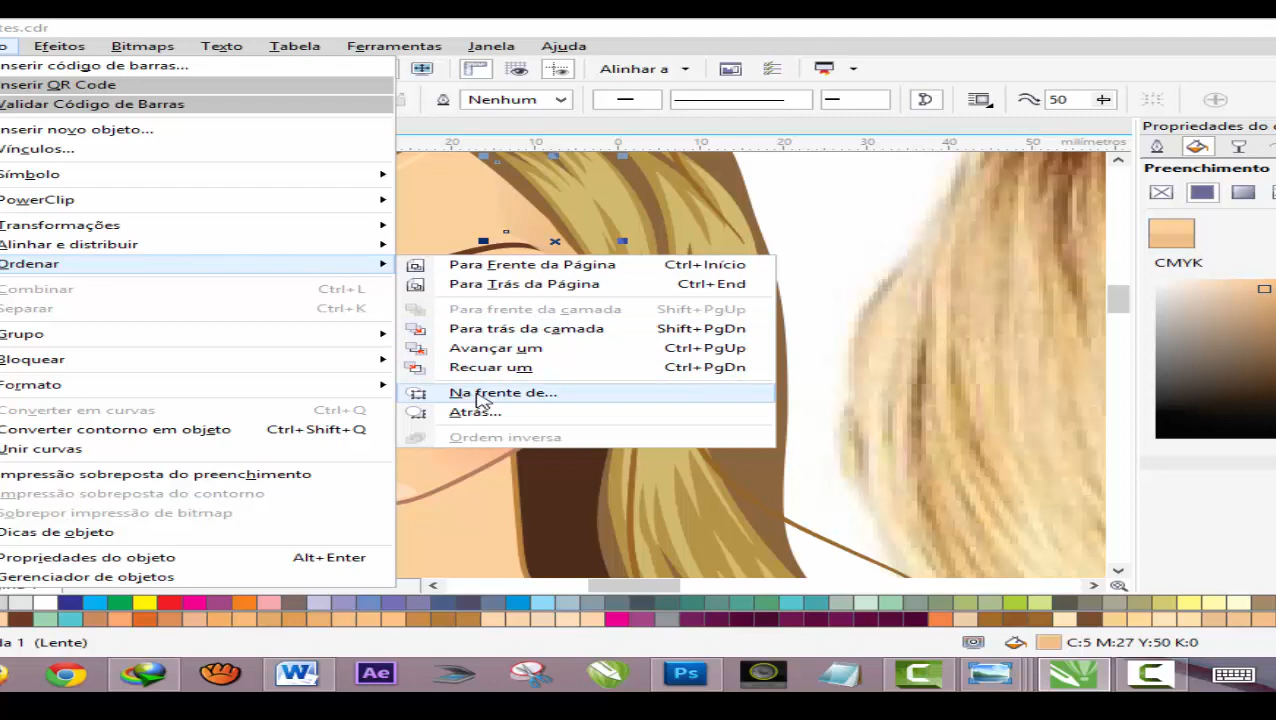 tes.cdr
o Efeitos Bitmaps Texto Tabela Ferramentas Janela Ajuda
nserir código de barras...
nserir QR Code
Validar Código de Barras
nserir novo objeto...
Vínculos...
Símbolo
PowerClip
Transformações
Alinhar e distribuir
Ordenar
Combinar Ctrl+L
Separar Ctrl+K
Grupo
Bloquear
Formato
Converter em curvas Ctrl+Q
Converter contorno em objeto Ctrl+Shift+Q
Unir curvas
mpressão sobreposta do preenchimento
mpressão sobreposta do contorno
Sobrepor impressão de bitmap
Dicas de objeto
Propriedades do objeto Alt+Enter
Gerenciador de objetos
Alinhar a
Nenhum
50
20 10 0 10 20 30 40 50 milímetros
Para Frente da Página Ctrl+Início
Para Trás da Página Ctrl+End
Para frente da camada Shift+PgUp
Para trás da camada Shift+PgDn
Avançar um Ctrl+PgUp
Recuar um Ctrl+PgDn
Na frente de...
Atrás...
Ordem inversa
Propriedades do
Preenchimento
CMYK
da 1 (Lente)
C:5 M:27 Y:50 K:0
W
Ae
Ps